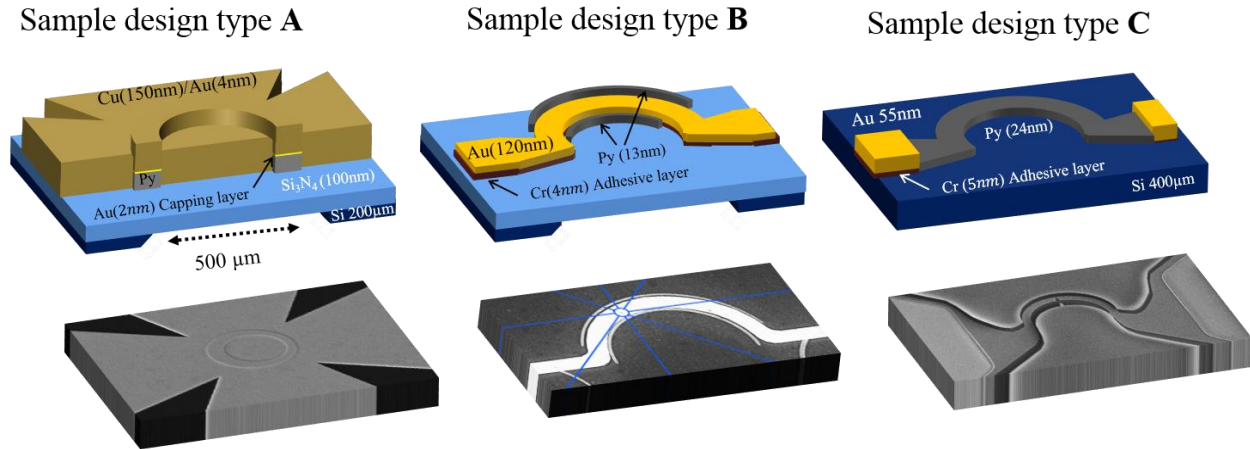 Sample design type A
Sample design type B
Sample design type C
Cu(150nm)/Au(4nm)
Py
Au(2nm) Capping layer
Si₃N₄ (100nm)
Si 200µm
500 µm
Au(120nm)
Py (13nm)
Cr(4nm) Adhesive layer
Au 55nm
Py (24nm)
Cr (5nm) Adhesive layer
Si 400µm